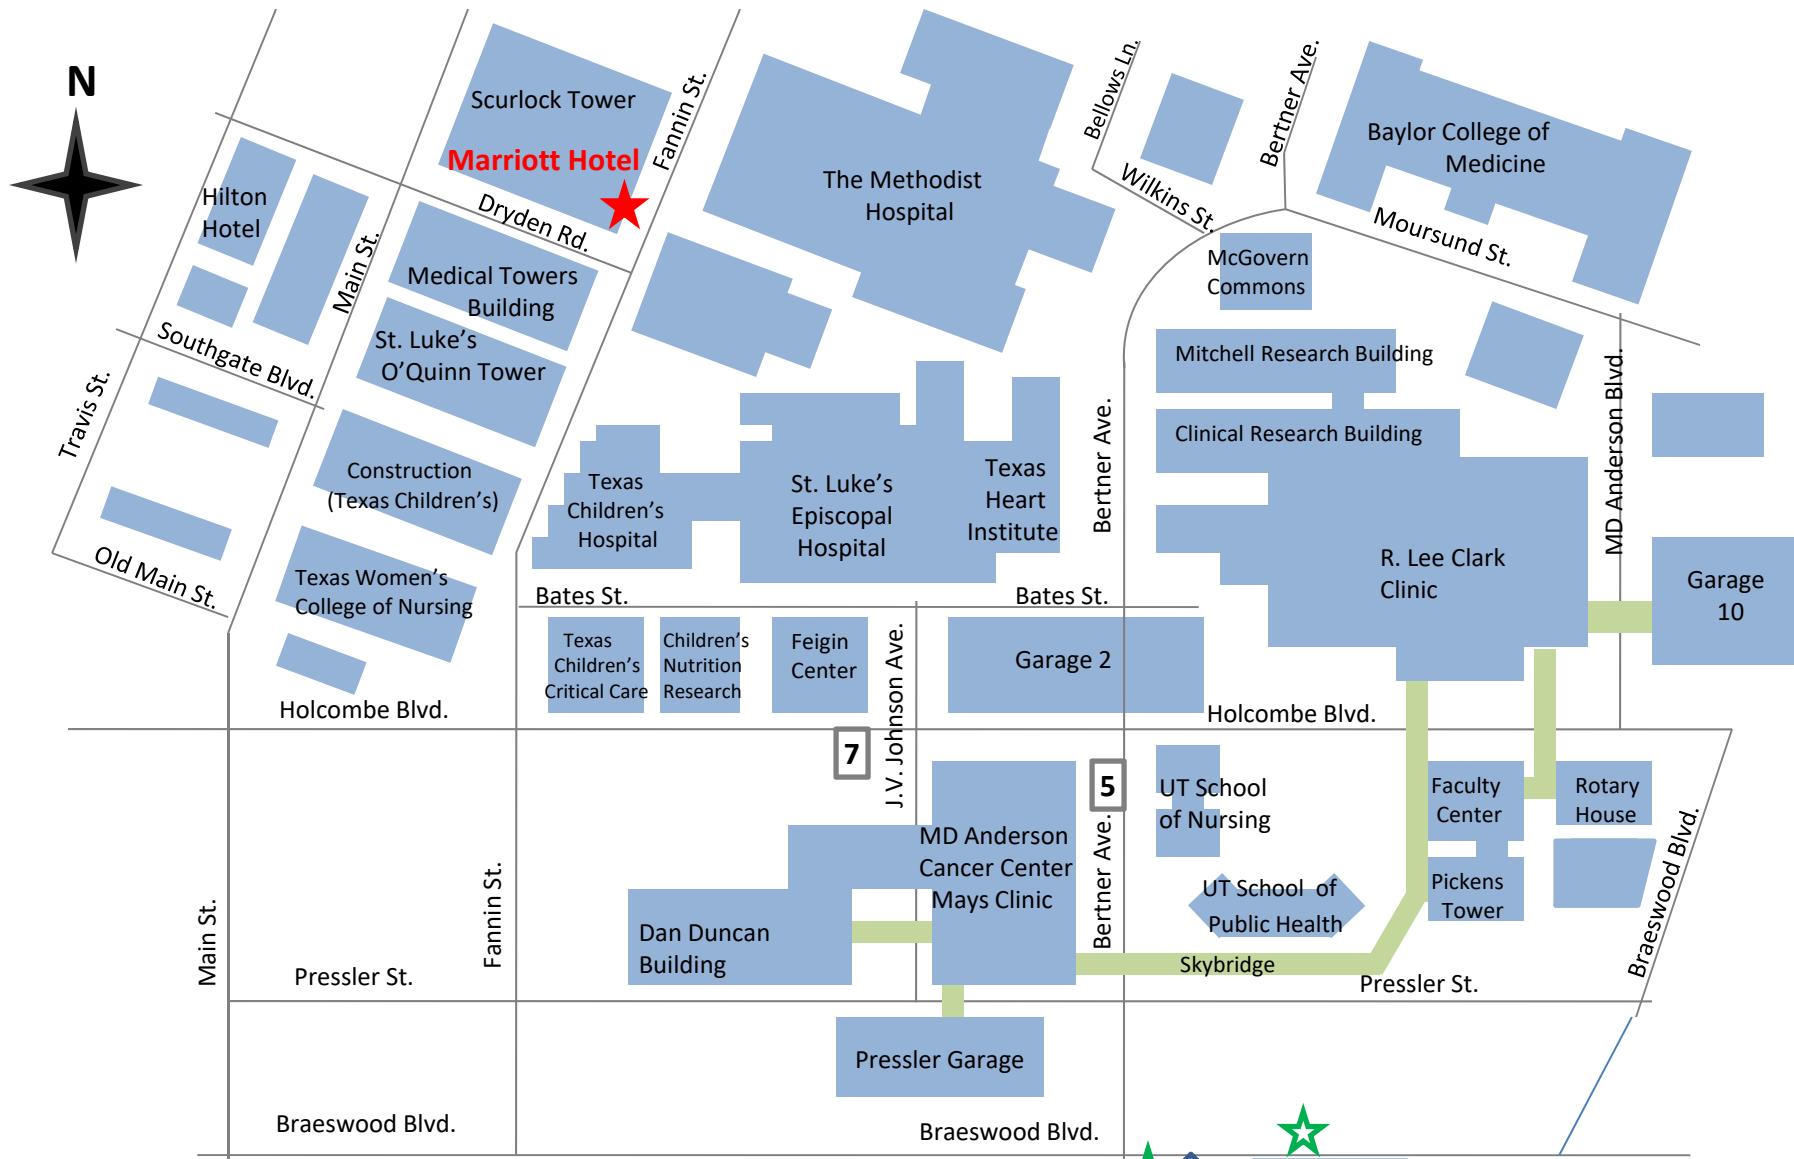 N
Scurlock Tower
Marriott Hotel
Fannin St.
Hilton
Hotel
Dryden Rd.
Main St.
Medical Towers
Building
St. Luke’s
O’Quinn Tower
Southgate Blvd.
Travis St.
Construction
(Texas Children’s)
Old Main St.
Texas Women’s
College of Nursing
The Methodist
Hospital
Bellows Ln.
Wilkins St.
Bertner Ave.
Baylor College of
Medicine
Moursund St.
McGovern
Commons
Mitchell Research Building
Clinical Research Building
MD Anderson Blvd.
Bertner Ave.
Texas
Children’s
Hospital
St. Luke’s
Episcopal
Hospital
Texas
Heart
Institute
R. Lee Clark
Clinic
Garage
10
Bates St.
Bates St.
Texas
Children’s
Critical Care
Children’s
Nutrition
Research
Feigin
Center
J.V. Johnson Ave.
Garage 2
Holcombe Blvd.
Holcombe Blvd.
7
5
UT School
of Nursing
Faculty
Center
Rotary
House
MD Anderson
Cancer Center
Mays Clinic
Bertner Ave.
UT School  of
Public Health
Pickens
Tower
Braeswood Blvd.
Main St.
Fannin St.
Dan Duncan
Building
Skybridge
Pressler St.
Pressler St.
Pressler Garage
Braeswood Blvd.
Braeswood Blvd.